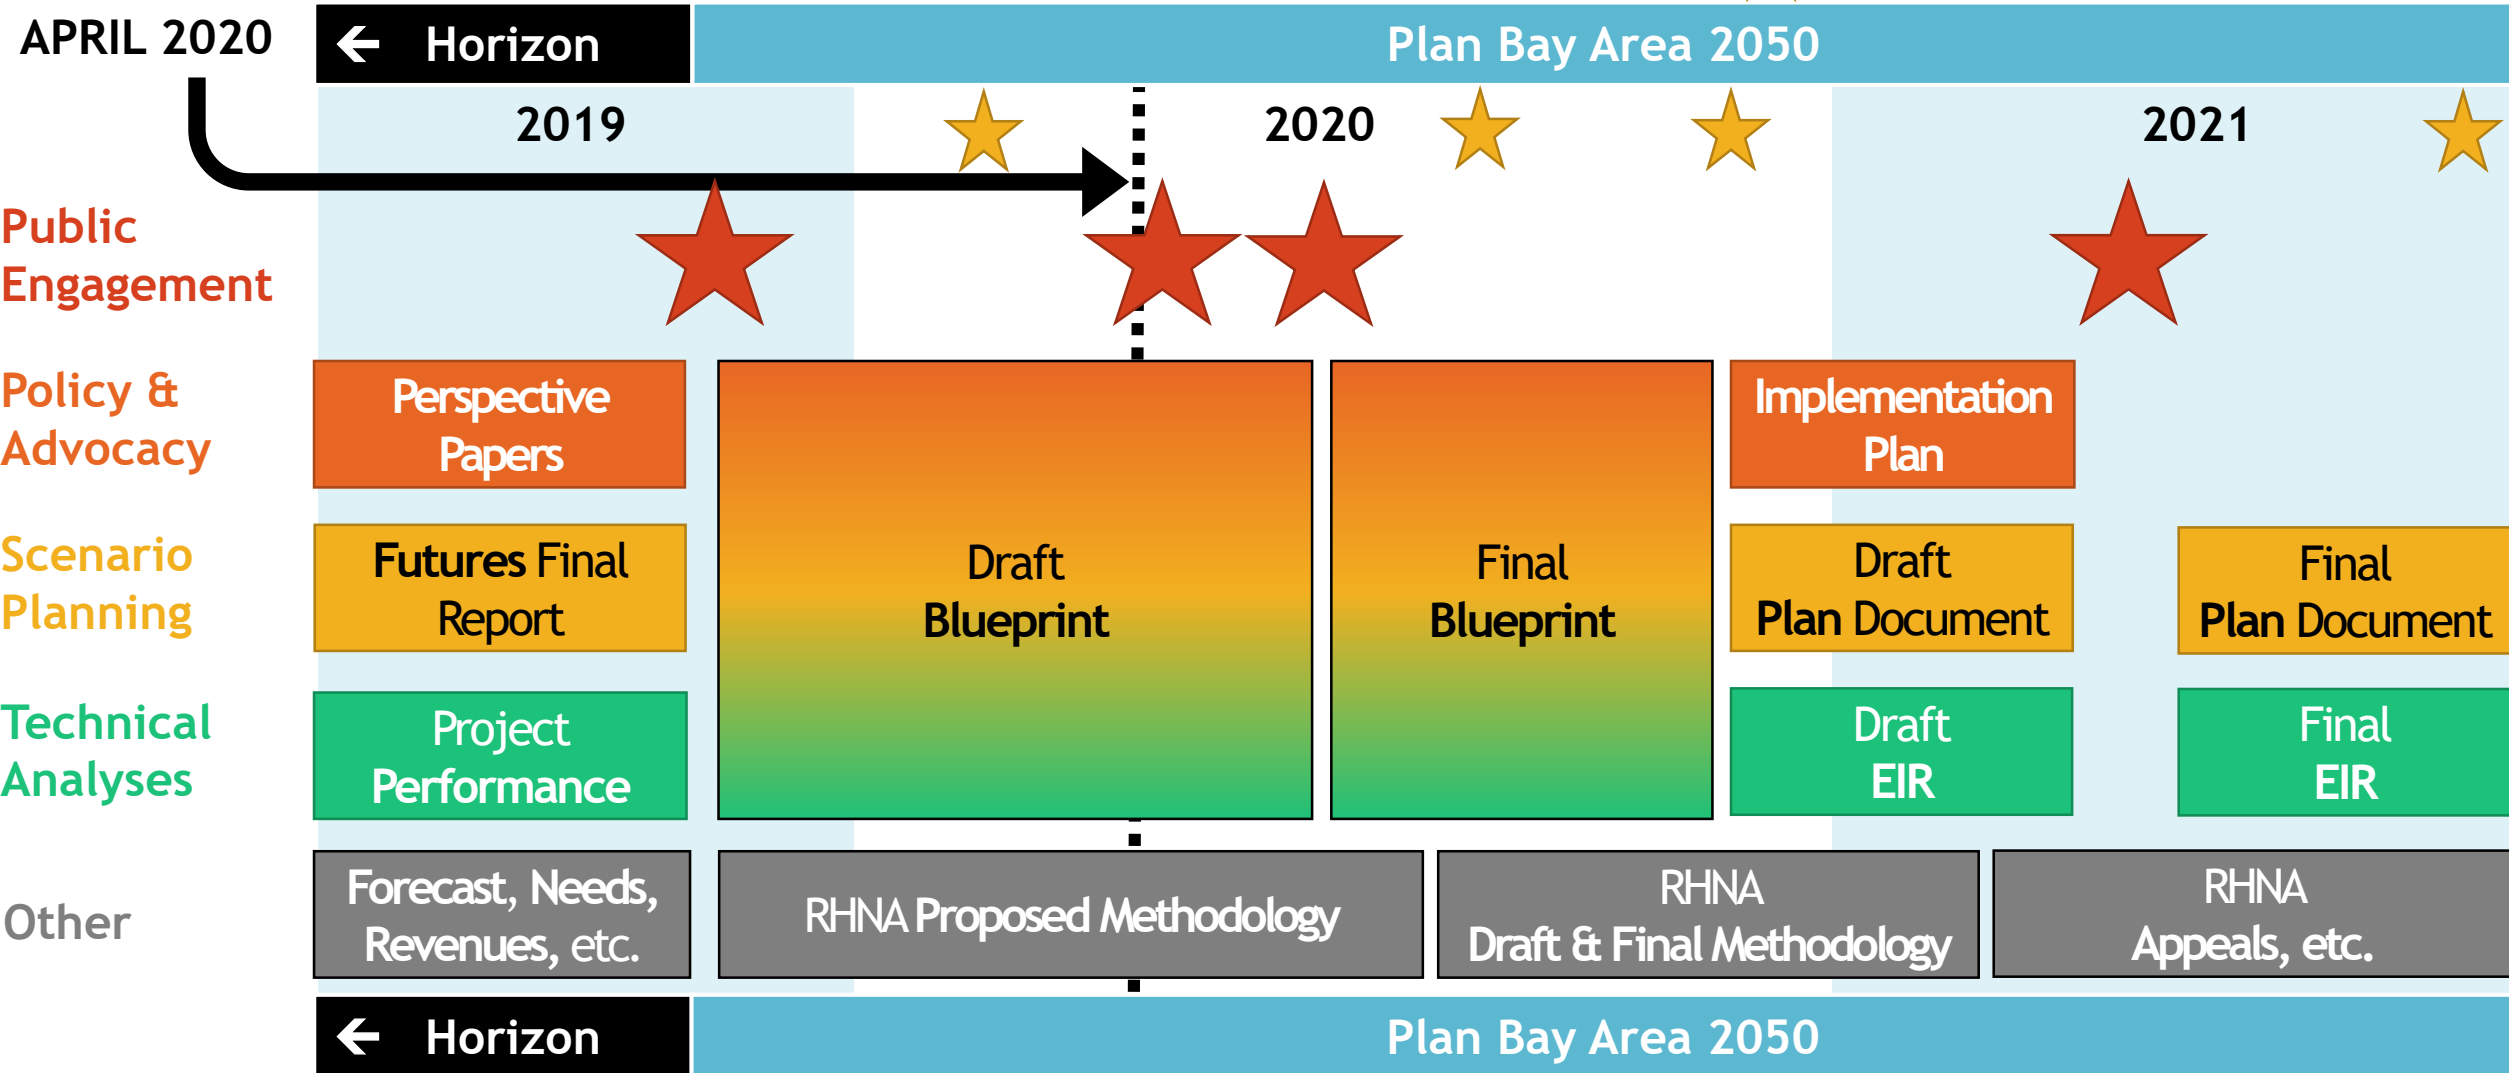 APRIL 2020
Horizon
Plan Bay Area 2050
2019
2020
2021
Public
Engagement
Policy &
Advocacy
Perspective
Papers
Implementation
Plan
Scenario
Planning
Futures Final
Report
Draft
Blueprint
Final
Blueprint
Draft
Plan Document
Final
Plan Document
Technical
Analyses
Project
Performance
Draft
EIR
Final
EIR
Other
Forecast, Needs,
Revenues, etc.
RHNA Proposed Methodology
RHNA
Draft & Final Methodology
RHNA
Appeals, etc.
Horizon
Plan Bay Area 2050